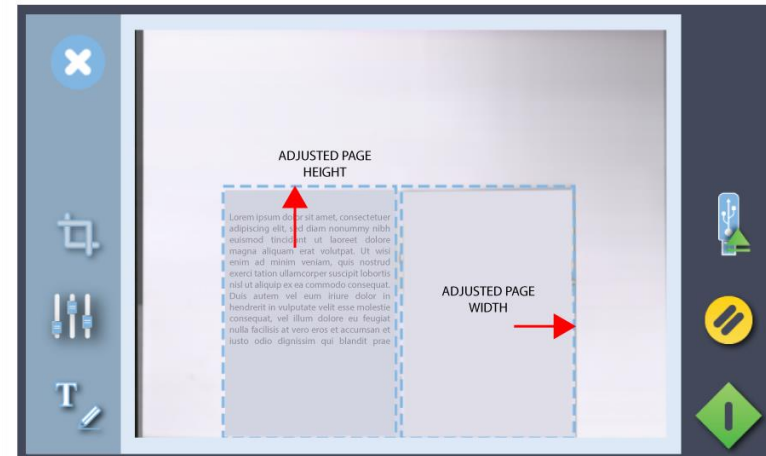 ADJUSTED PAGE
HEIGHT
Lorem ipsum dolor sit amet, consectetuer
adipiscing elit, sed diam nonummy nibh
euismod tincidunt ut laoreet dolore
magna aliquam erat volutpat. Ut wisi
enim ad minim veniam, quis nostrud
exerci tation ullamcorper suscipit lobortis
nisl ut aliquip ex ea commodo consequat.
Duis autem vel eum iriure dolor in
hendrerit in vulputate velit esse molestie
consequat, vel illum dolore eu feugiat
nulla facilisis at vero eros et accumsan et
iusto odio dignissim qui blandit prae
ADJUSTED PAGE
WIDTH
T